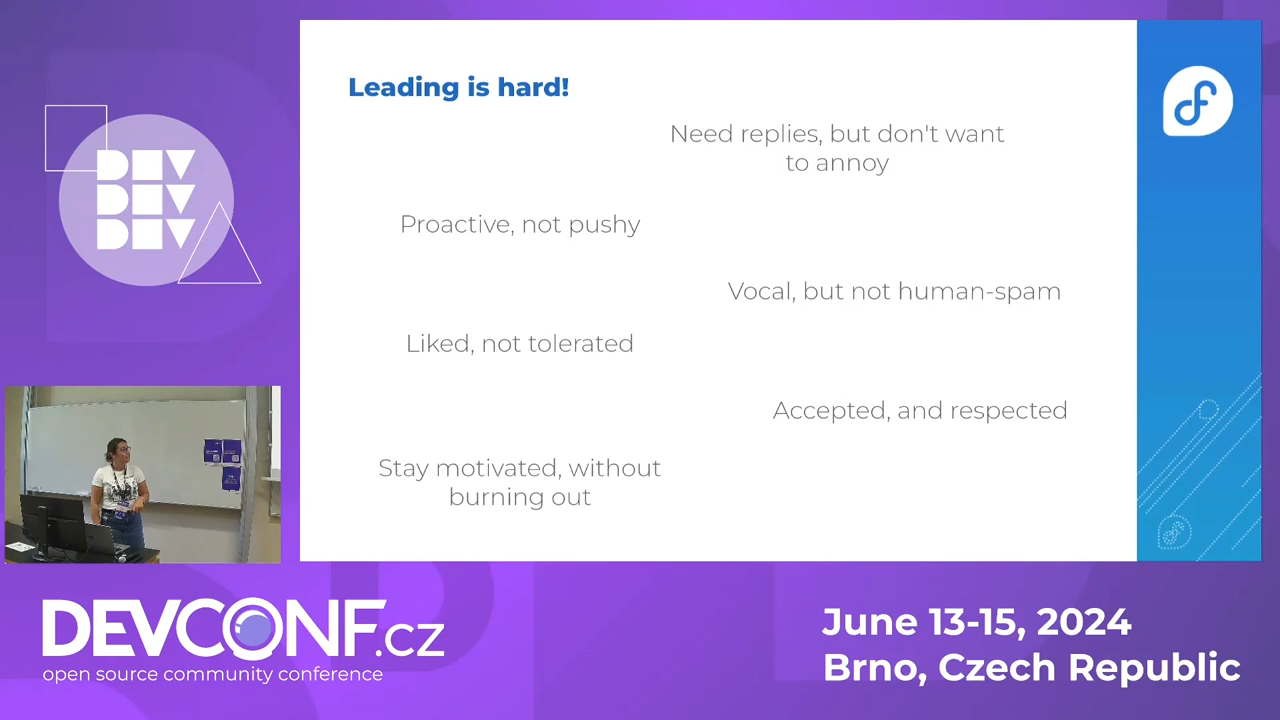 Leading is hard!
Need replies, but don't want
to annoy
Proactive, not pushy
Vocal, but not human-spam
Liked, not tolerated
Accepted, and respected
Stay motivated, without
burning out
DEV
DEV
DEV
DEVCONF.cz
open source community conference
June 13-15, 2024
Brno, Czech Republic